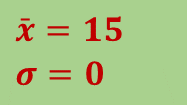 x̄ = 15
σ = 0